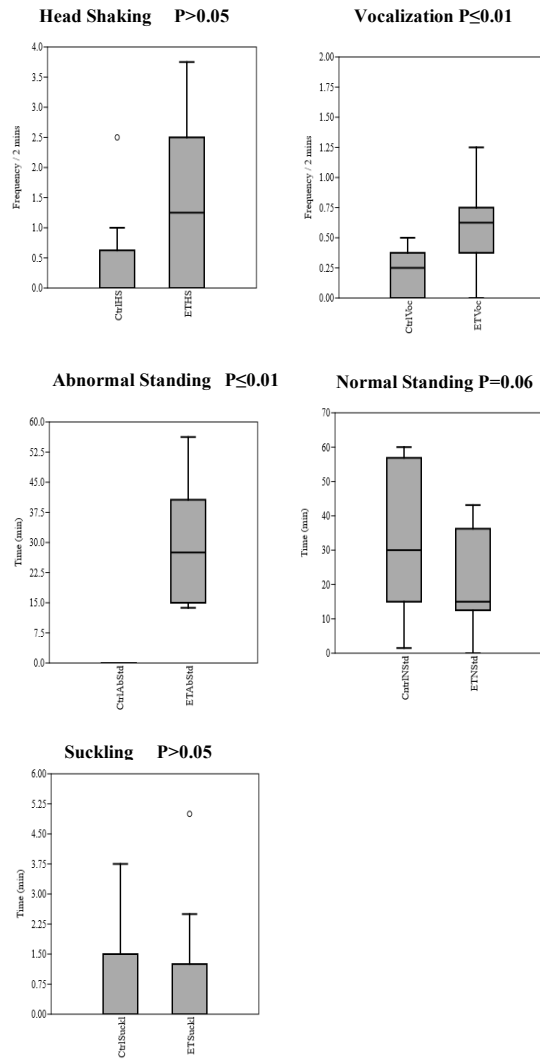 Head Shaking P>0.05
4.0
3.5
3.0
2.5
2.0
1.5
1.0
0.5
0.0
Frequency / 2 mins
CtrlHS
ETHS
Vocalization P≤0.01
2.00
1.75
1.50
1.25
1.00
0.75
0.50
0.25
0.00
Frequency / 2 mins
CtrlVoc
ETVoc
Abnormal Standing P≤0.01
60.0
52.5
45.0
37.5
30.0
22.5
15.0
7.5
0.0
Time (min)
CtrlAbStd
ETAbStd
Normal Standing P=0.06
70
60
50
40
30
20
10
0
Time (min)
CntrlNStd
ETNStd
Suckling P>0.05
6.00
5.25
4.50
3.75
3.00
2.25
1.50
0.75
0.00
Time (min)
CtrlSuckl
ETSuckl